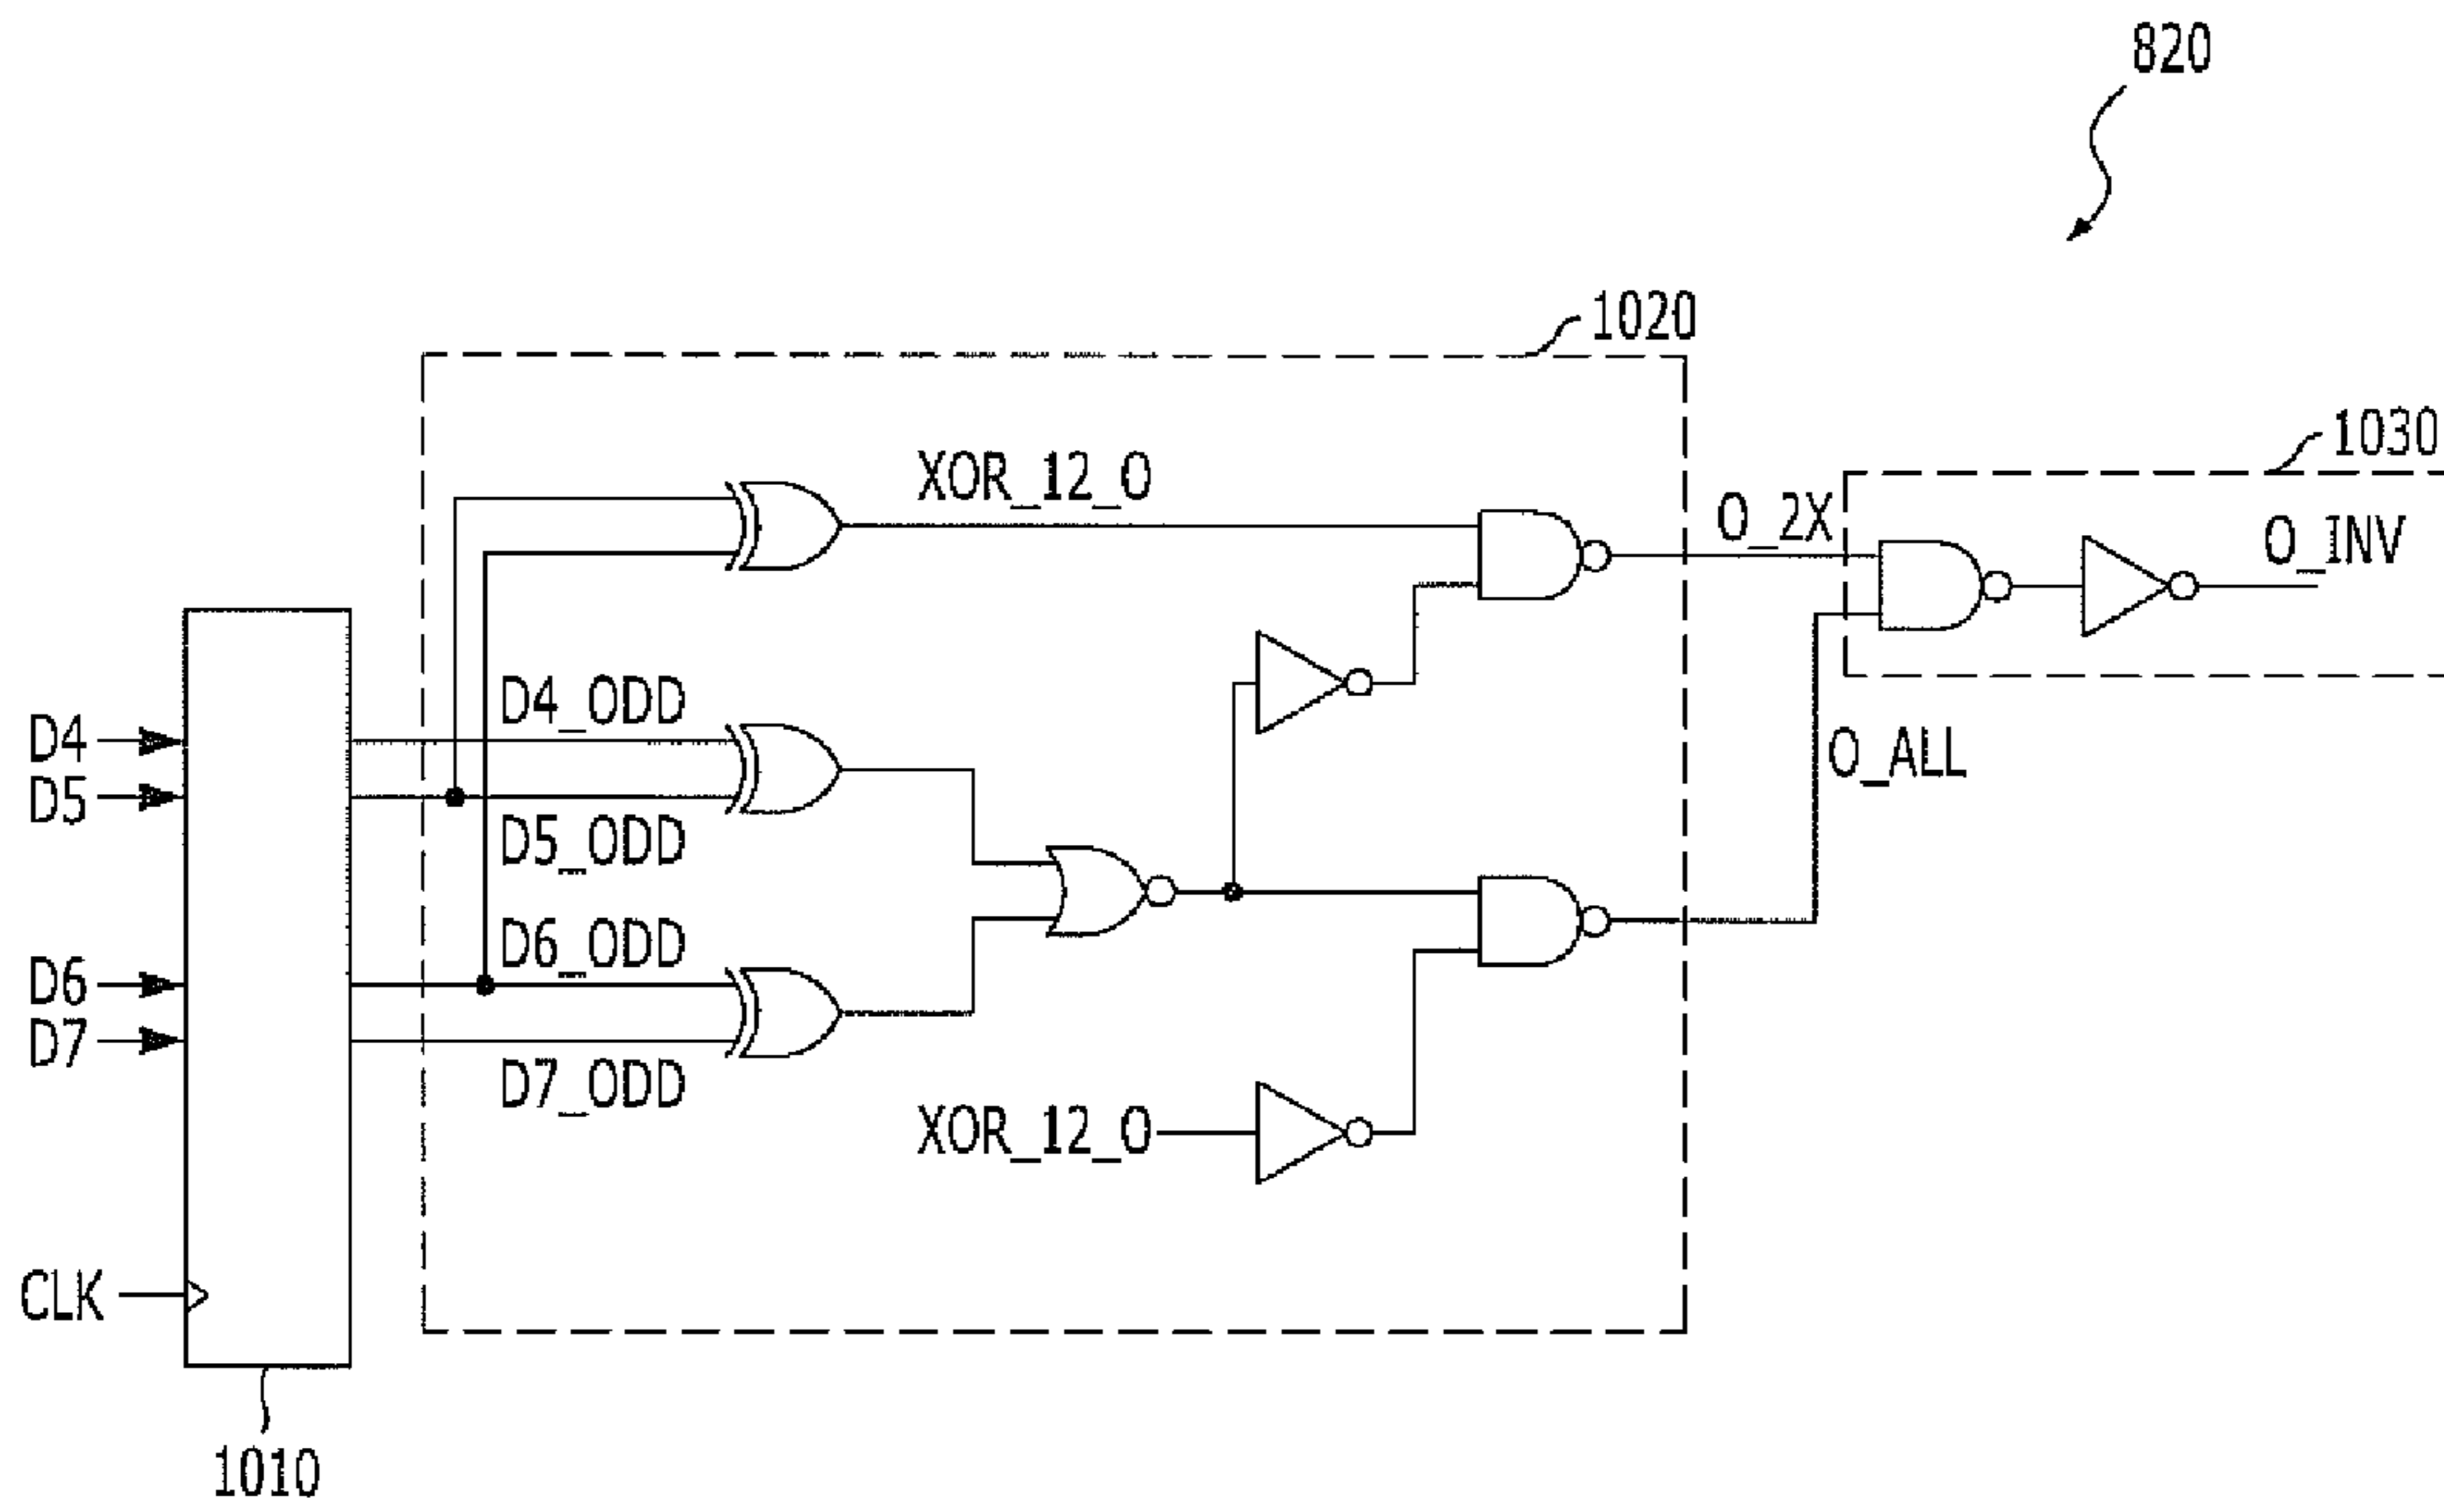 820
1020
1030
XOR_12_O
O_2X
O_INV
D4_ODD
D4
D5
O_ALL
D5_ODD
D6_ODD
D6
D7
D7_ODD
XOR_12_O
CLK
1010